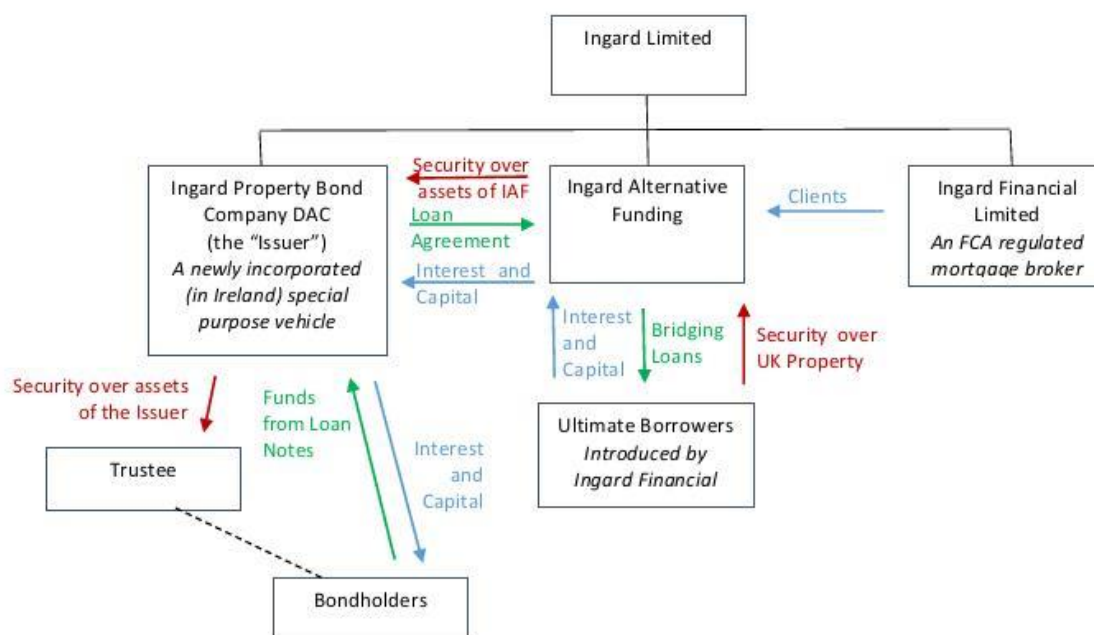 Ingard Limited
Ingard Property Bond
Company DAC
(the “Issuer”)
A newly incorporated
(in Ireland) special
purpose vehicle
Security over
assets of IAF
Loan
Agreement
Interest and
Capital
Ingard Alternative
Funding
Clients
Ingard Financial
Limited
An FCA regulated
mortgage broker
Interest
and
Capital
Bridging
Loans
Security over
UK Property
Security over assets
of the Issuer
Funds
from Loan
Notes
Interest
and
Capital
Ultimate Borrowers
Introduced by
Ingard Financial
Trustee
Bondholders